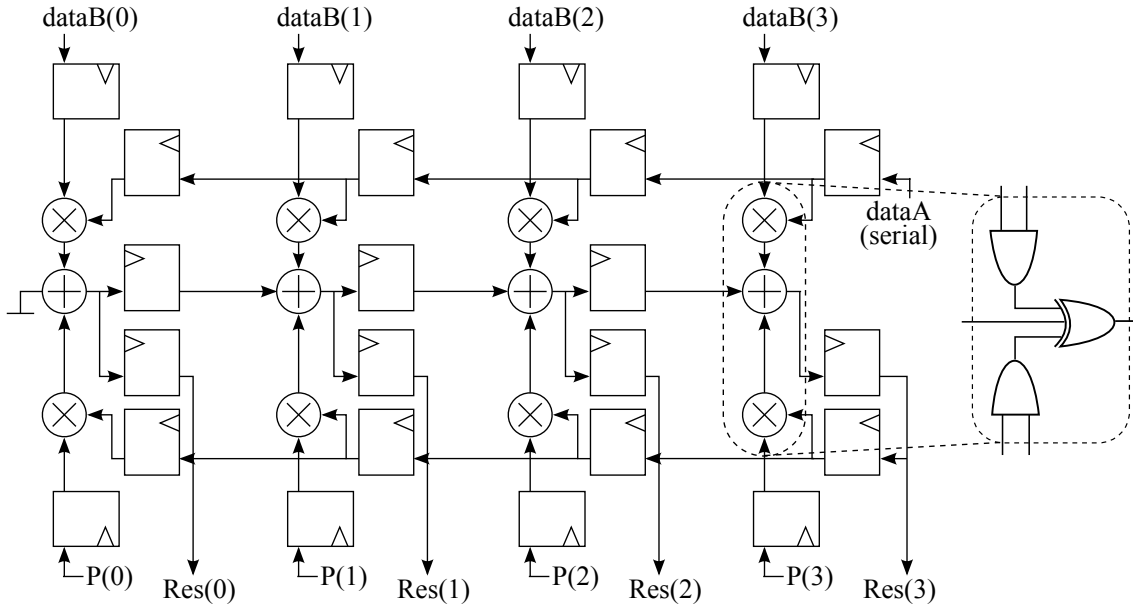 dataB(0)
dataB(1)
dataB(2)
dataB(3)
dataA
(serial)
P(0)
Res(0)
P(1)
Res(1)
P(2)
Res(2)
P(3)
Res(3)